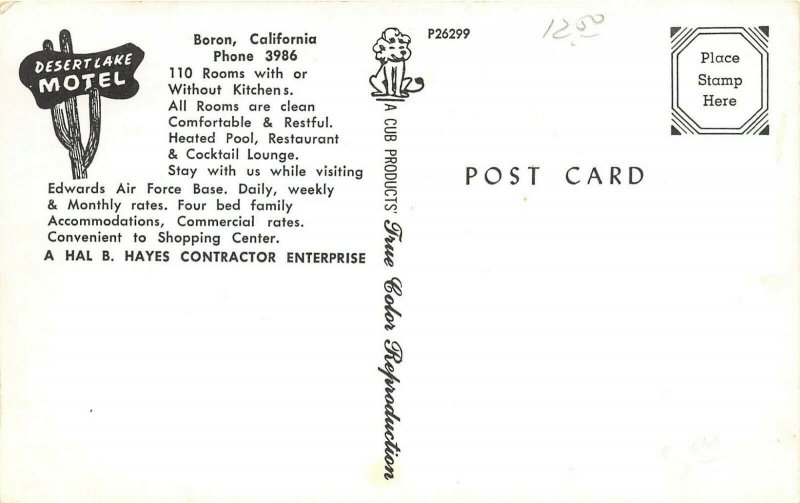 DESERT LAKE
MOTEL
Boron, California
Phone 3986
110 Rooms with or
Without Kitchens.
All Rooms are clean
Comfortable & Restful.
Heated Pool, Restaurant
& Cocktail Lounge.
Stay with us while visiting
Edwards Air Force Base. Daily, weekly
& Monthly rates. Four bed family
Accommodations, Commercial rates.
Convenient to Shopping Center.
A HAL B. HAYES CONTRACTOR ENTERPRISE
A CUB PRODUCTS' True Color Reproduction
P26299
12.50
Place
Stamp
Here
POST CARD